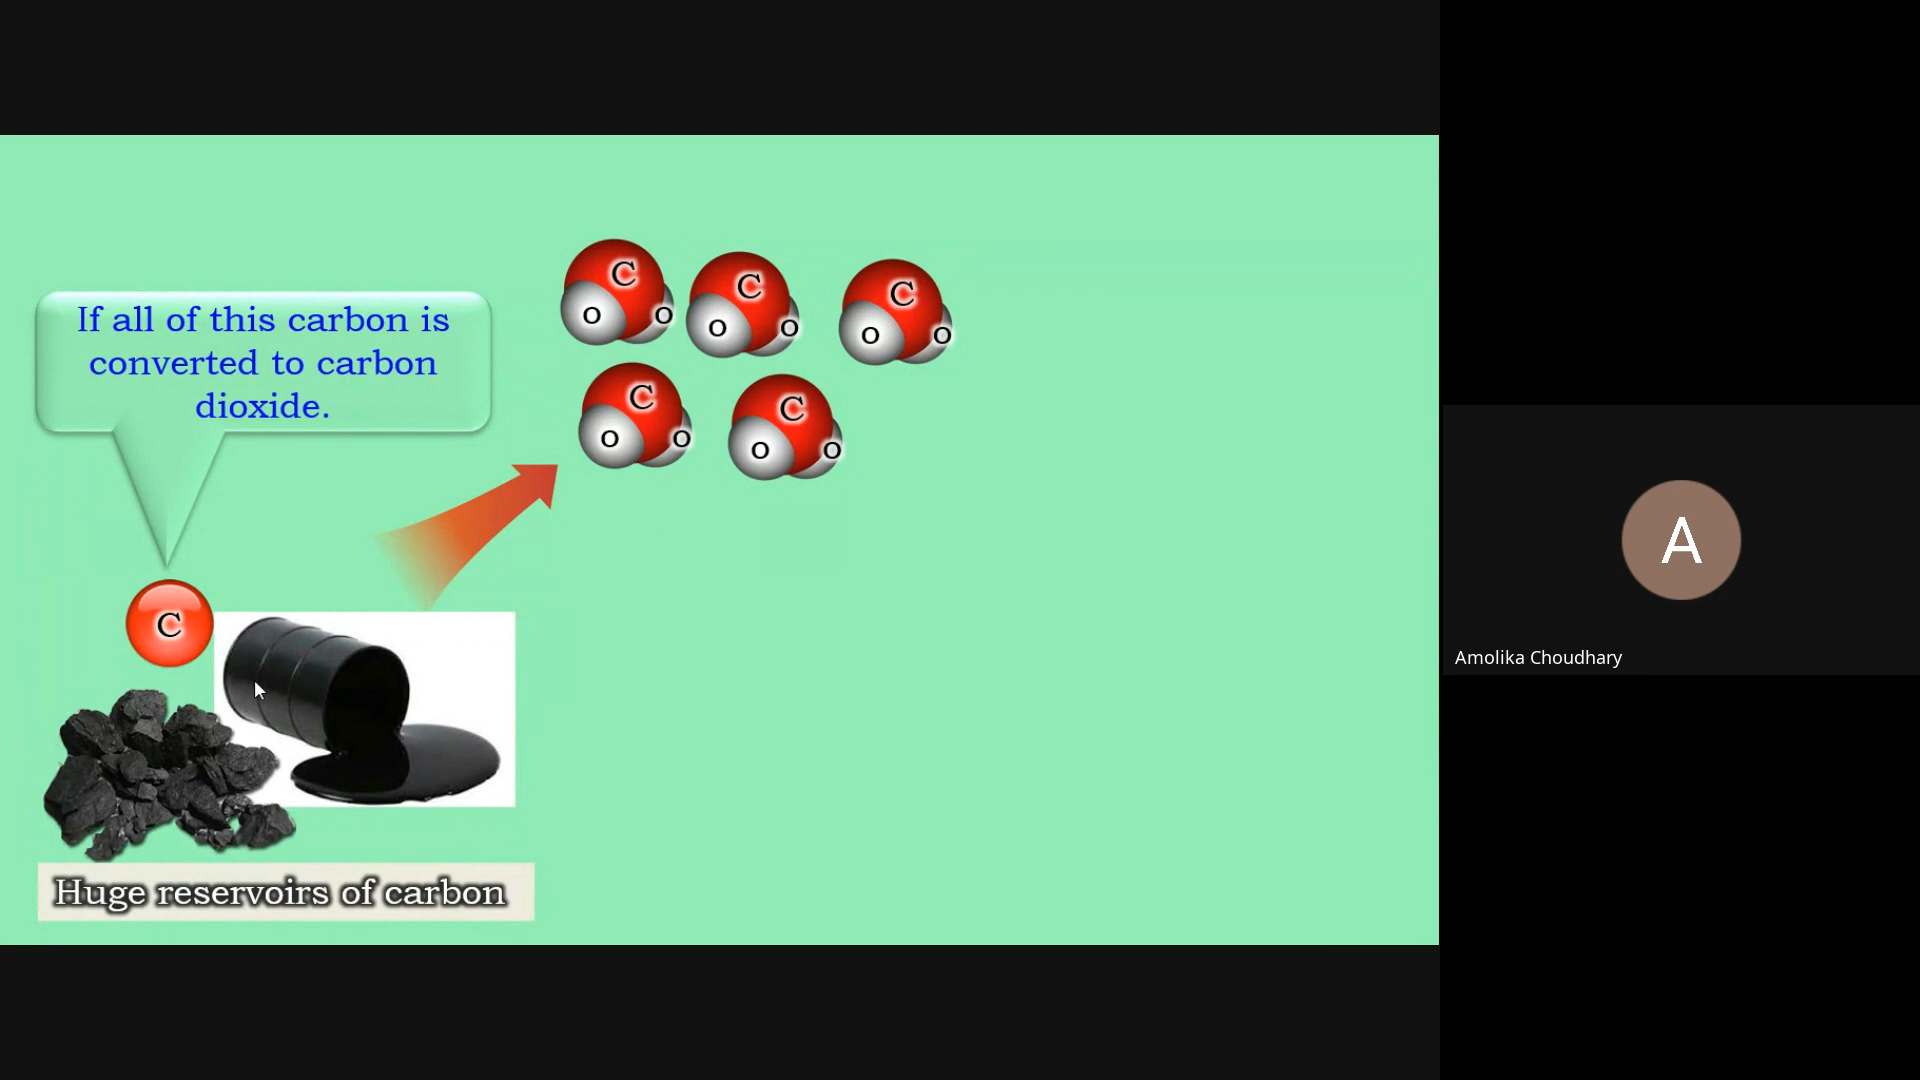 If all of this carbon is
converted to carbon
dioxide.
C
o
o
C
o
o
C
o
o
C
o
o
C
o
o
C
Huge reservoirs of carbon
A
Amolika Choudhary